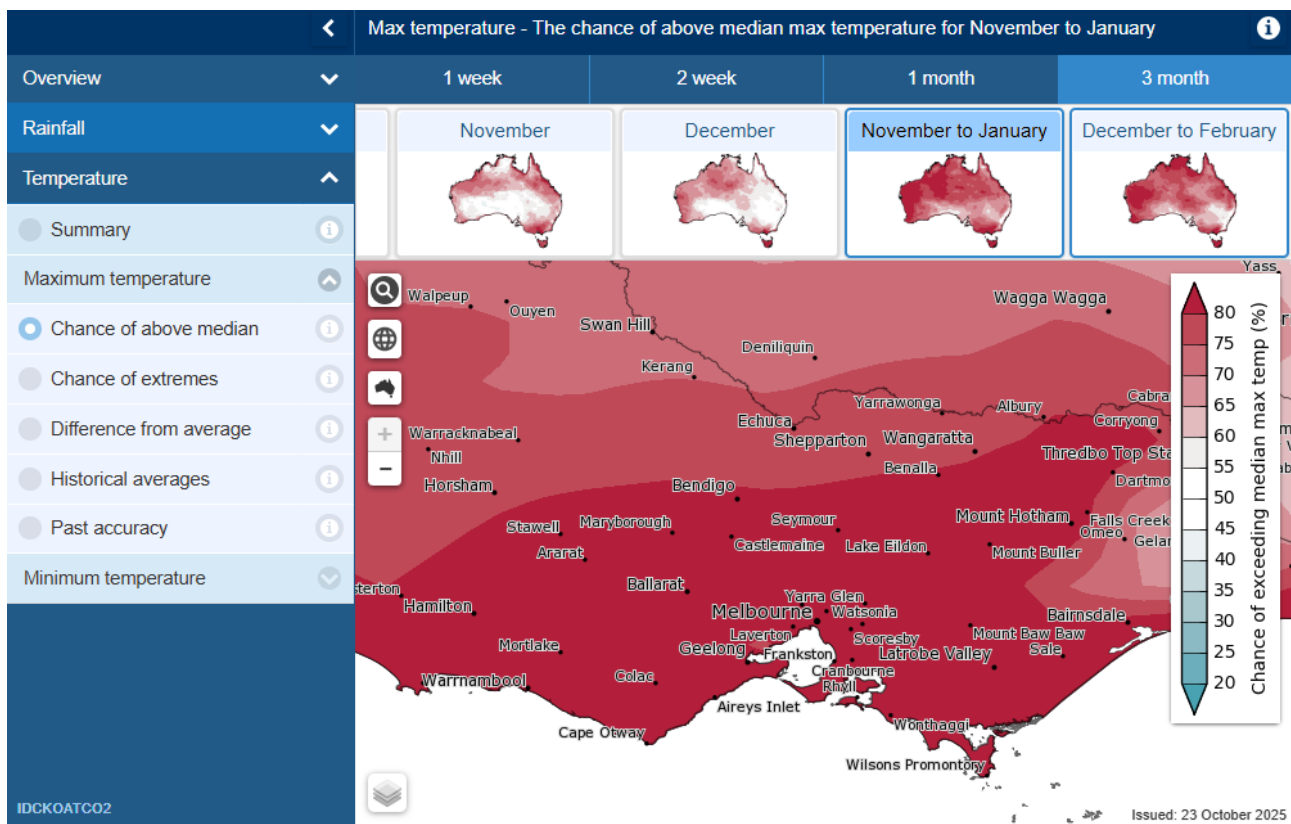 Max temperature - The chance of above median max temperature for November to January
Overview
Rainfall
Temperature
Summary
Maximum temperature
Chance of above median
Chance of extremes
Difference from average
Historical averages
Past accuracy
Minimum temperature
IDCKOATCO2
1 week
2 week
1 month
3 month
November
December
November to January
December to February
Yass
Walpeup
Ouyen
Wagga Wagga
Swan Hill
Deniliquin
Kerang
Yarrawonga
Albury
Cabra
Corryong
Echuca
Warracknabeal
Shepparton
Wangaratta
Nhill
Benalla
Thredbo Top Sta
Horsham
Bendigo
Dartmo
Stawell
Maryborough
Seymour
Mount Hotham
Falls Creek
Omeo
Gelan
Castlemaine
Lake Eildon
Mount Buller
Ararat
Ballarat
sterton
Hamilton
Yarra Glen
Melbourne
Watsonia
Bairnsdale
Laverton
Scoresby
Mount Baw Baw
Mortlake
Geelong
Frankston
Latrobe Valley
Sale
Cranbourne
Colac
Rhyll
Warrnambool
Aireys Inlet
Wonthaggi
Cape Otway
Wilsons Promontory
80
75
70
65
60
55
50
45
40
35
30
25
20
Chance of exceeding median max temp (%)
Issued: 23 October 2025